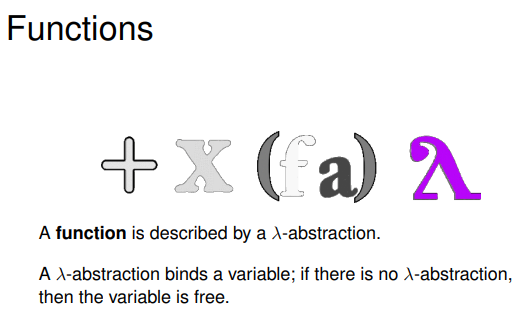 Functions
+ x (f a) λ
A function is described by a λ-abstraction.
A λ-abstraction binds a variable; if there is no λ-abstraction,
then the variable is free.